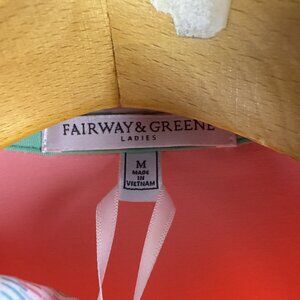 FAIRWAY & GREENE
LADIES
M
MADE
IN
VIETNAM